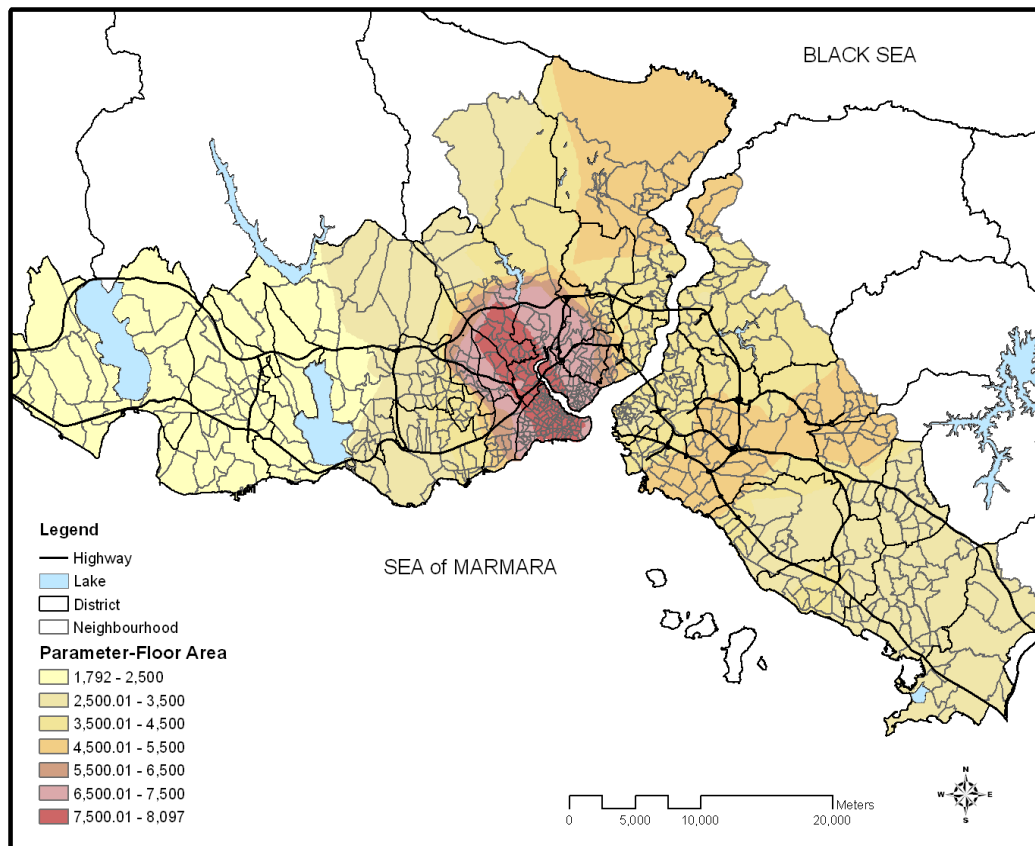 BLACK SEA
SEA of MARMARA
Legend
Highway
Lake
District
Neighbourhood
Parameter-Floor Area
1,792 - 2,500
2,500.01 - 3,500
3,500.01 - 4,500
4,500.01 - 5,500
5,500.01 - 6,500
6,500.01 - 7,500
7,500.01 - 8,097
N
W E
S
Meters
0 5,000 10,000 20,000